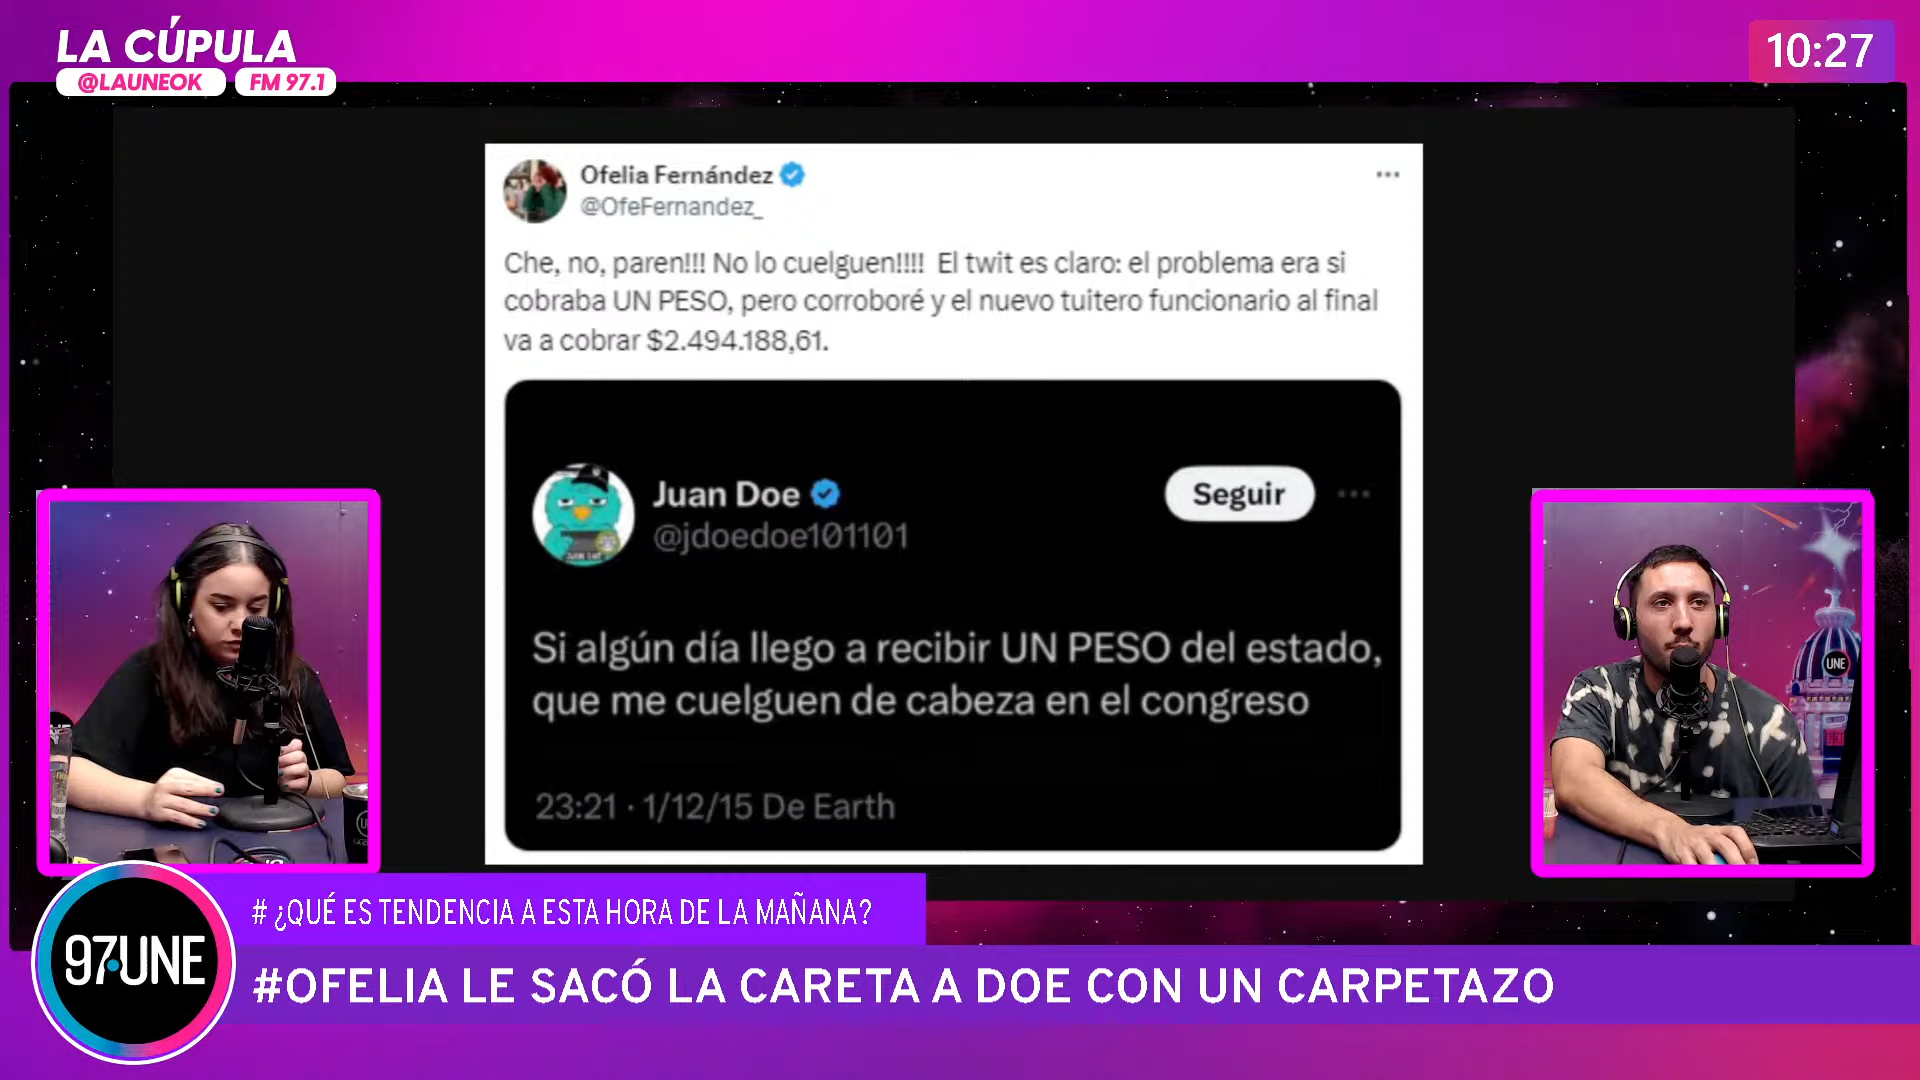 LA CÚPULA
@LAUNEOK FM 97.1
10:27
Ofelia Fernández
@OfeFernandez_
Che, no, paren!!! No lo cuelguen!!!! El twit es claro: el problema era si
cobraba UN PESO, pero corroboré y el nuevo tuitero funcionario al final
va a cobrar $2.494.188,61.
Juan Doe
@jdoedoe101101
Seguir
Si algún día llego a recibir UN PESO del estado,
que me cuelguen de cabeza en el congreso
23:21 · 1/12/15 De Earth
UNE
# ¿QUÉ ES TENDENCIA A ESTA HORA DE LA MAÑANA?
97·UNE
#OFELIA LE SACÓ LA CARETA A DOE CON UN CARPETAZO